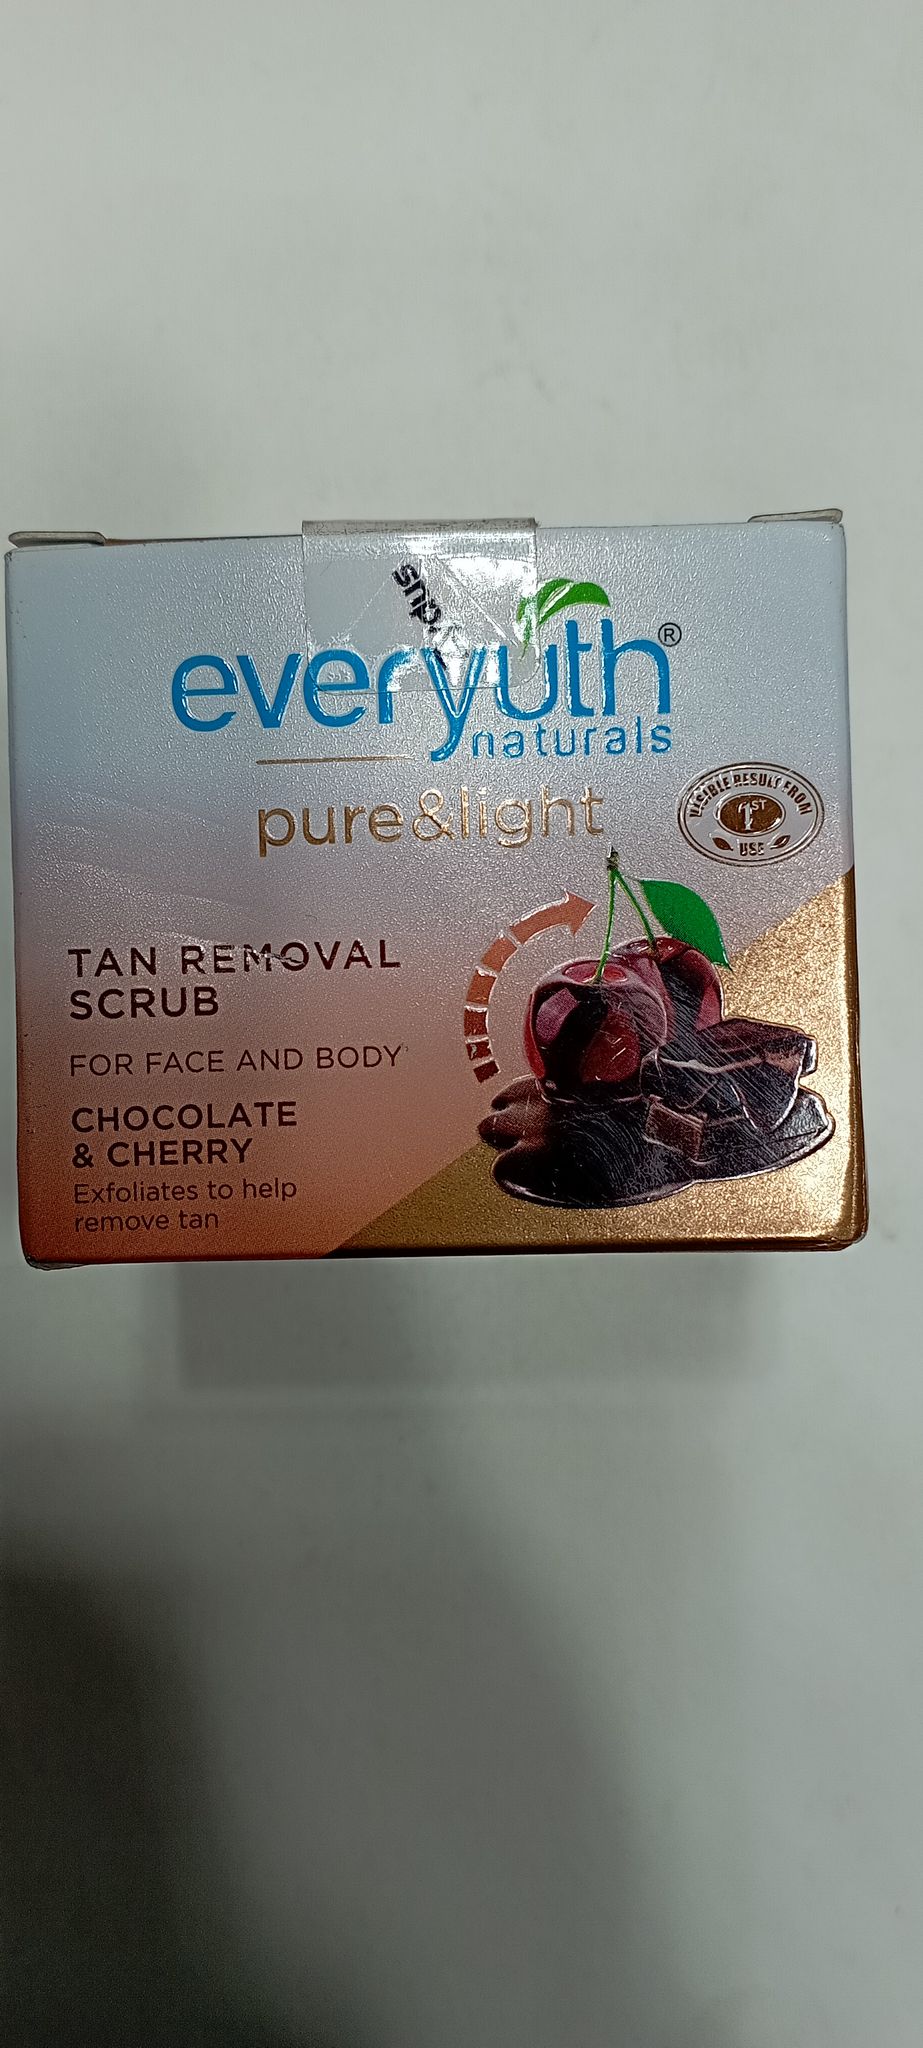 everyuth®
naturals
pure&light
VISIBLE RESULT FROM
1ST
USE
TAN REMOVAL
SCRUB
FOR FACE AND BODY
CHOCOLATE
& CHERRY
Exfoliates to help
remove tan